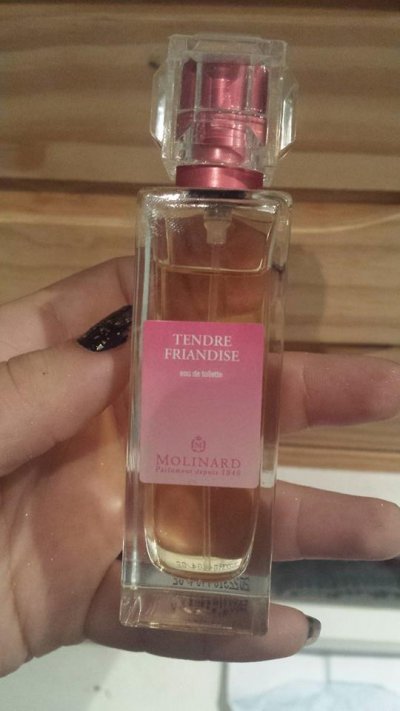 TENDRE
FRIANDISE
eau de toilette
M
MOLINARD
Parfumeur depuis 1849